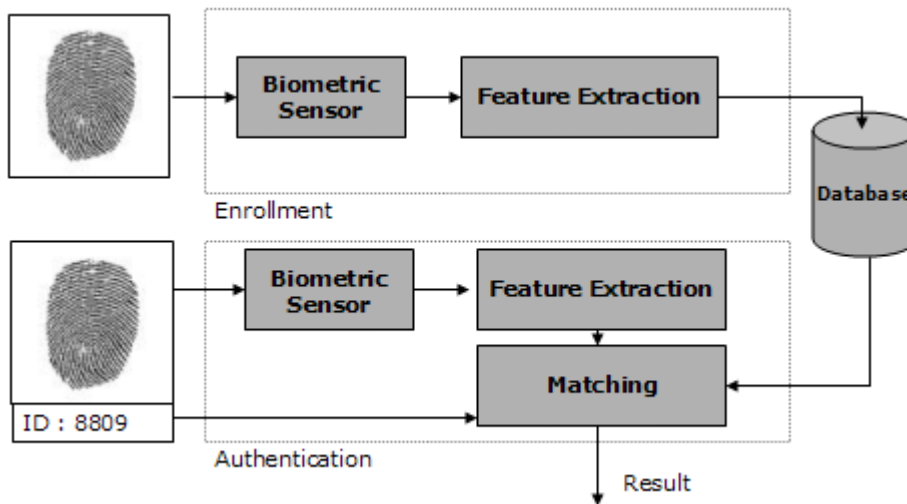 Biometric
Sensor
Feature Extraction
Database
Enrollment
Biometric
Sensor
Feature Extraction
Matching
ID : 8809
Authentication
Result